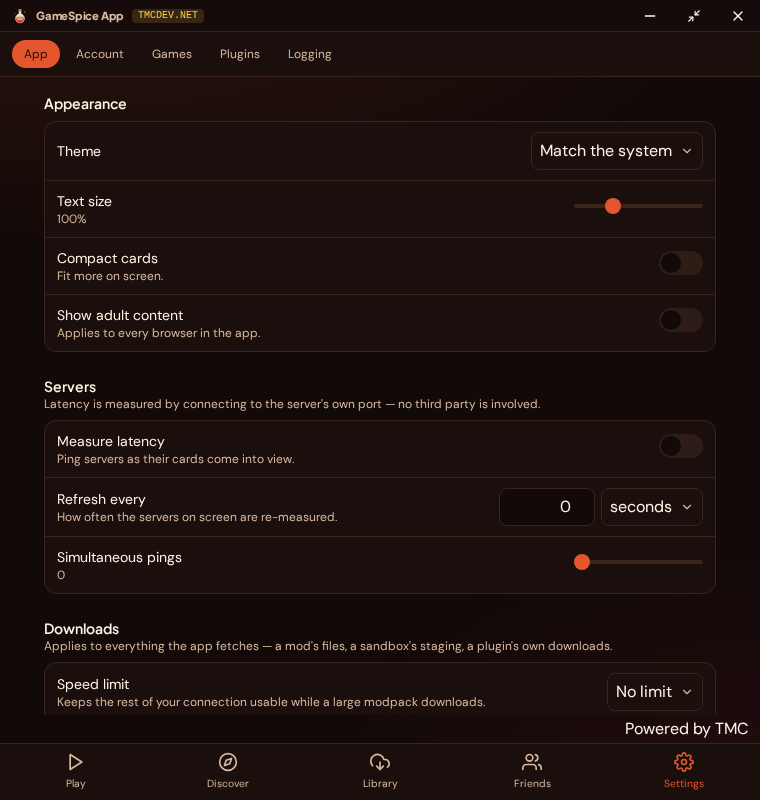 GameSpice App TMCDEV.NET
App Account Games Plugins Logging
Appearance
Theme Match the system
Text size
100%
Compact cards
Fit more on screen.
Show adult content
Applies to every browser in the app.
Servers
Latency is measured by connecting to the server's own port — no third party is involved.
Measure latency
Ping servers as their cards come into view.
Refresh every 0 seconds
How often the servers on screen are re-measured.
Simultaneous pings
0
Downloads
Applies to everything the app fetches — a mod's files, a sandbox's staging, a plugin's own downloads.
Speed limit No limit
Keeps the rest of your connection usable while a large modpack downloads.
Powered by TMC
Play Discover Library Friends Settings